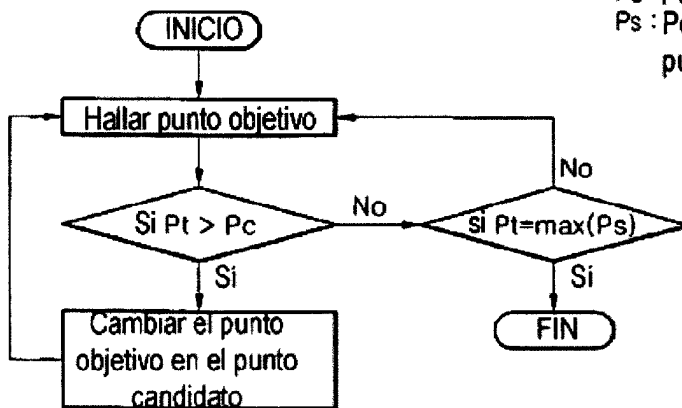 INICIO
Ps :
Hallar punto objetivo
No
Si Pt > Pc
No
si Pt=max(Ps)
Si
Si
Cambiar el punto
objetivo en el punto
candidato
FIN